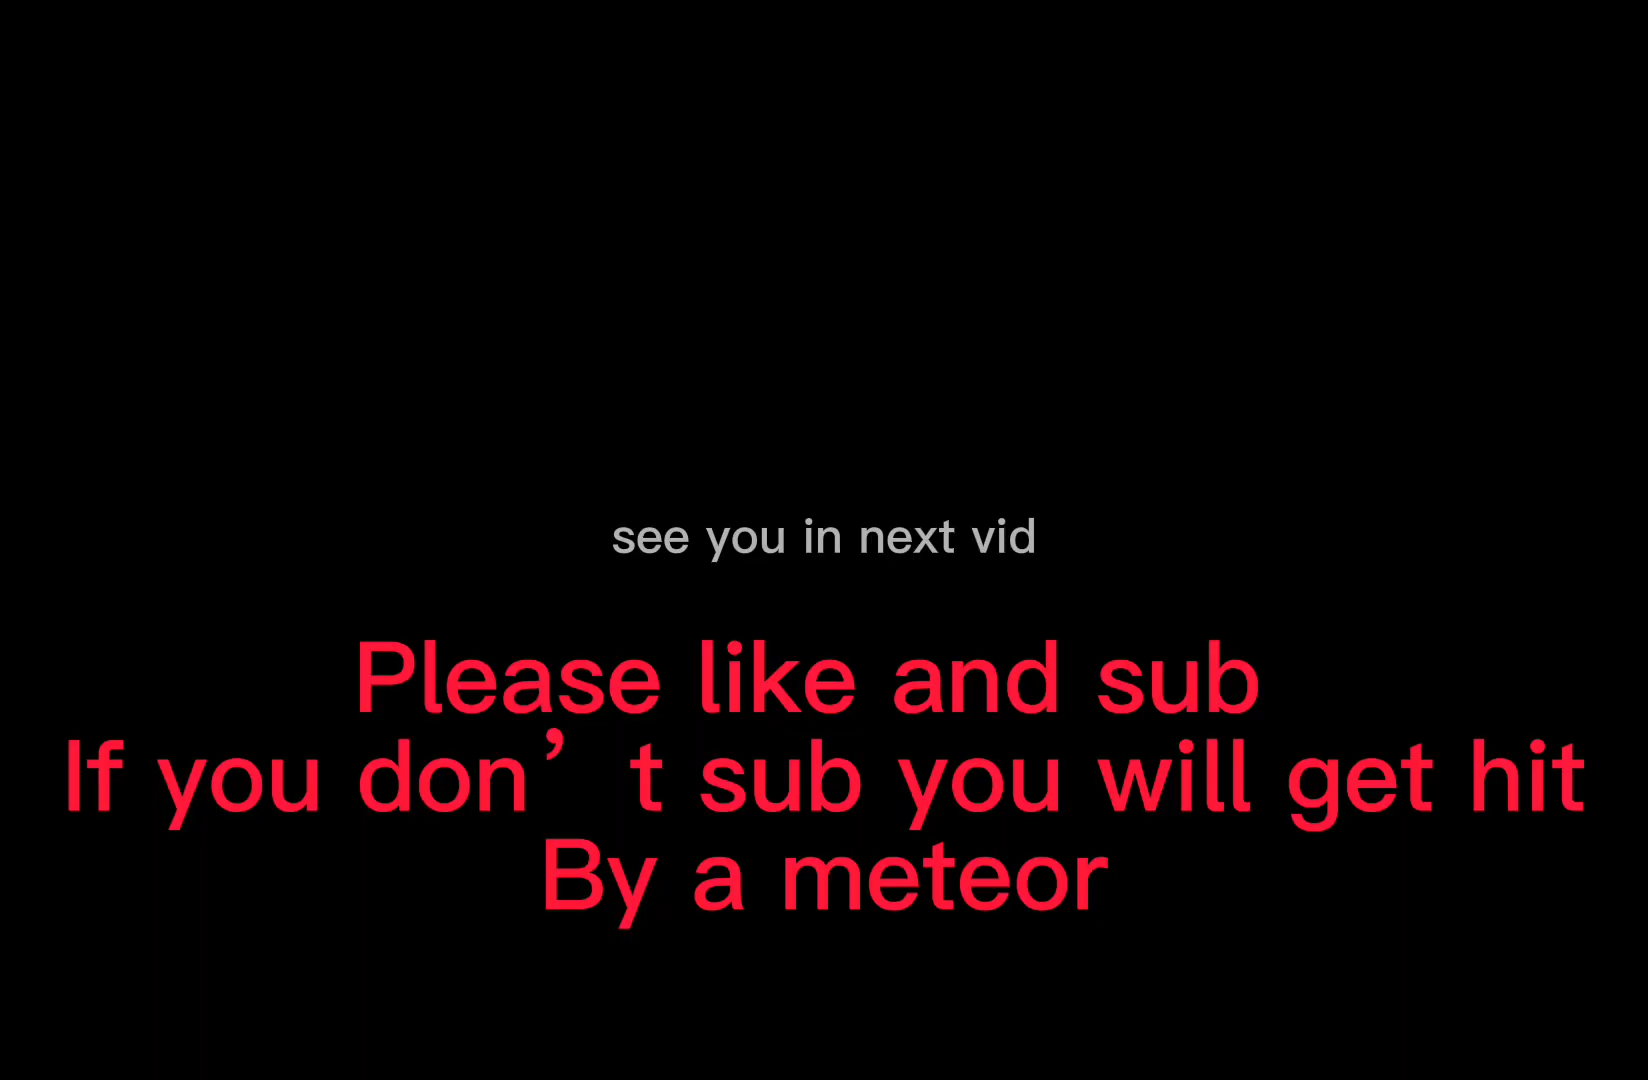 see you in next vid
Please like and sub
If you don’t sub you will get hit
By a meteor